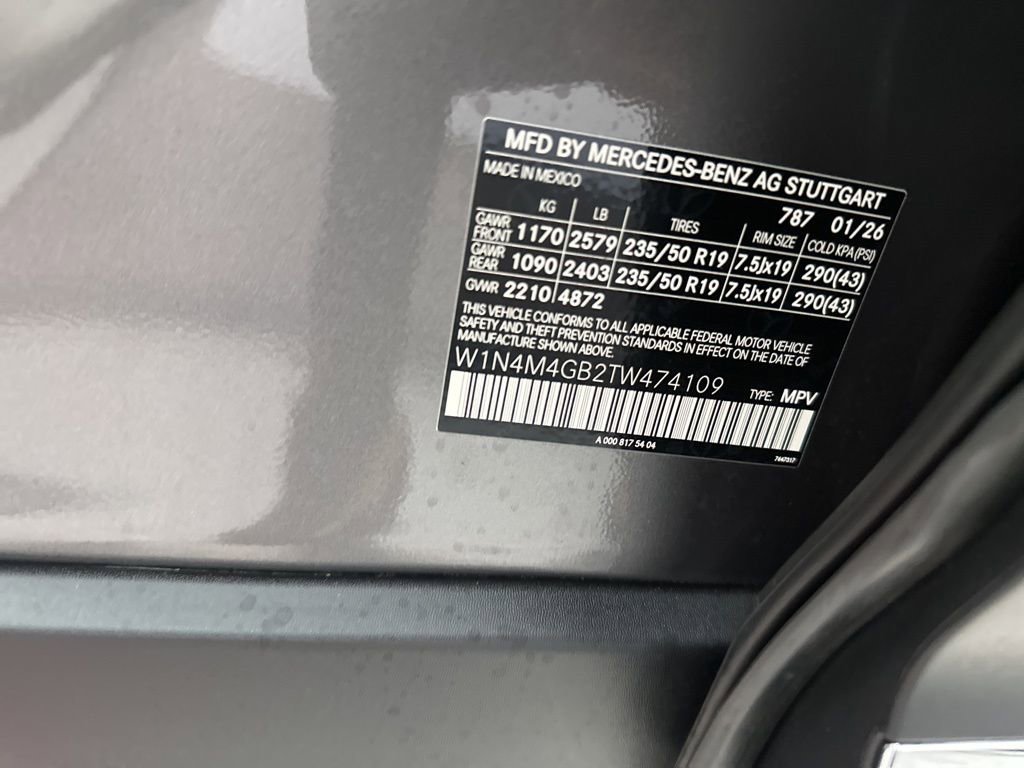 MFD BY MERCEDES-BENZ AG STUTTGART
MADE IN MEXICO 787 01/26
KG LB TIRES RIM SIZE COLD KPA(PSI)
GAWR FRONT 1170 2579 235/50 R19 7.5Jx19 290(43)
GAWR REAR 1090 2403 235/50 R19 7.5Jx19 290(43)
GVWR 2210 4872
THIS VEHICLE CONFORMS TO ALL APPLICABLE FEDERAL MOTOR VEHICLE
SAFETY AND THEFT PREVENTION STANDARDS IN EFFECT ON THE DATE OF
MANUFACTURE SHOWN ABOVE.
W1N4M4GB2TW474109 TYPE: MPV
A 000 817 54 04 7447317